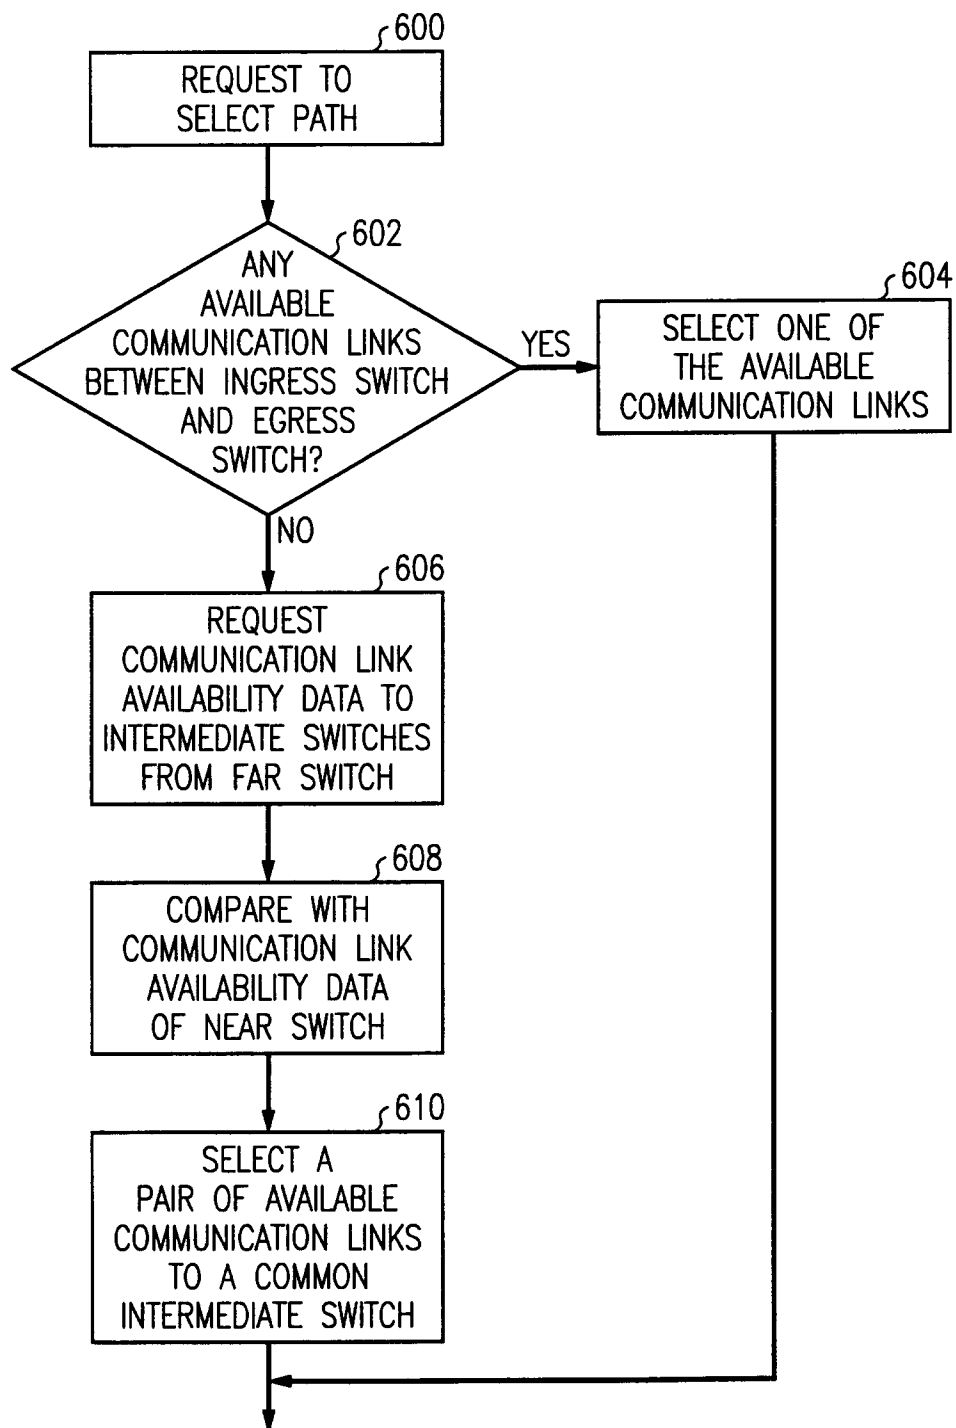 600
REQUEST TO
SELECT PATH
602
ANY
AVAILABLE
COMMUNICATION LINKS
BETWEEN INGRESS SWITCH
AND EGRESS
SWITCH?
YES
604
SELECT ONE OF
THE AVAILABLE
COMMUNICATION LINKS
NO
606
REQUEST
COMMUNICATION LINK
AVAILABILITY DATA TO
INTERMEDIATE SWITCHES
FROM FAR SWITCH
608
COMPARE WITH
COMMUNICATION LINK
AVAILABILITY DATA
OF NEAR SWITCH
610
SELECT A
PAIR OF AVAILABLE
COMMUNICATION LINKS
TO A COMMON
INTERMEDIATE SWITCH